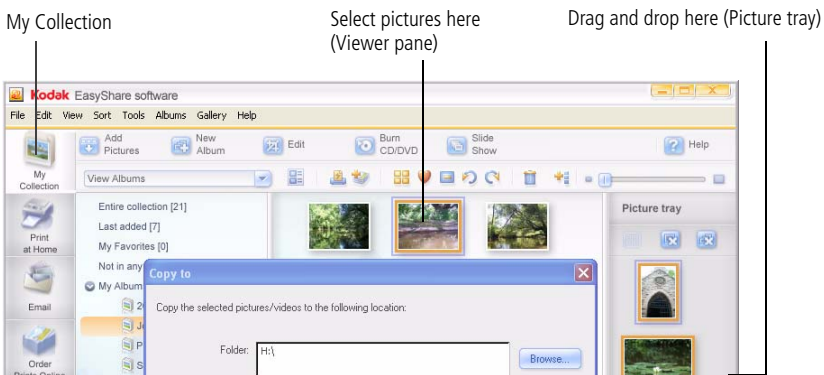 My Collection
Select pictures here
(Viewer pane)
Drag and drop here (Picture tray)
Kodak EasyShare software
File Edit View Sort Tools Albums Gallery Help
My
Collection
Add
Pictures
New
Album
Edit
Burn
CD/DVD
Slide
Show
Help
View Albums
Print
at Home
Email
Order
Prints Online
Entire collection [21]
Last added [7]
My Favorites [0]
Not in any
My Album
2
J
P
S
Picture tray
Copy to
Copy the selected pictures/videos to the following location:
Folder: H:\
Browse...